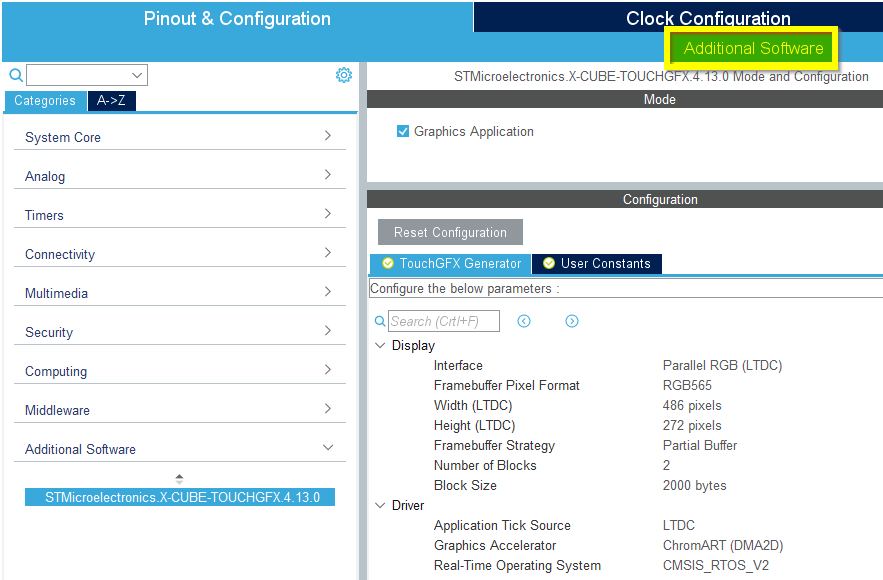 Pinout & Configuration
Clock Configuration
Additional Software
STMicroelectronics.X-CUBE-TOUCHGFX.4.13.0 Mode and Configuration
Categories A->Z
Mode
System Core
Graphics Application
Analog
Timers
Connectivity
Multimedia
Security
Computing
Middleware
Additional Software
STMicroelectronics.X-CUBE-TOUCHGFX.4.13.0
Configuration
Reset Configuration
TouchGFX Generator User Constants
Configure the below parameters :
Search (Crtl+F)
Display
Interface Parallel RGB (LTDC)
Framebuffer Pixel Format RGB565
Width (LTDC) 486 pixels
Height (LTDC) 272 pixels
Framebuffer Strategy Partial Buffer
Number of Blocks 2
Block Size 2000 bytes
Driver
Application Tick Source LTDC
Graphics Accelerator ChromART (DMA2D)
Real-Time Operating System CMSIS_RTOS_V2